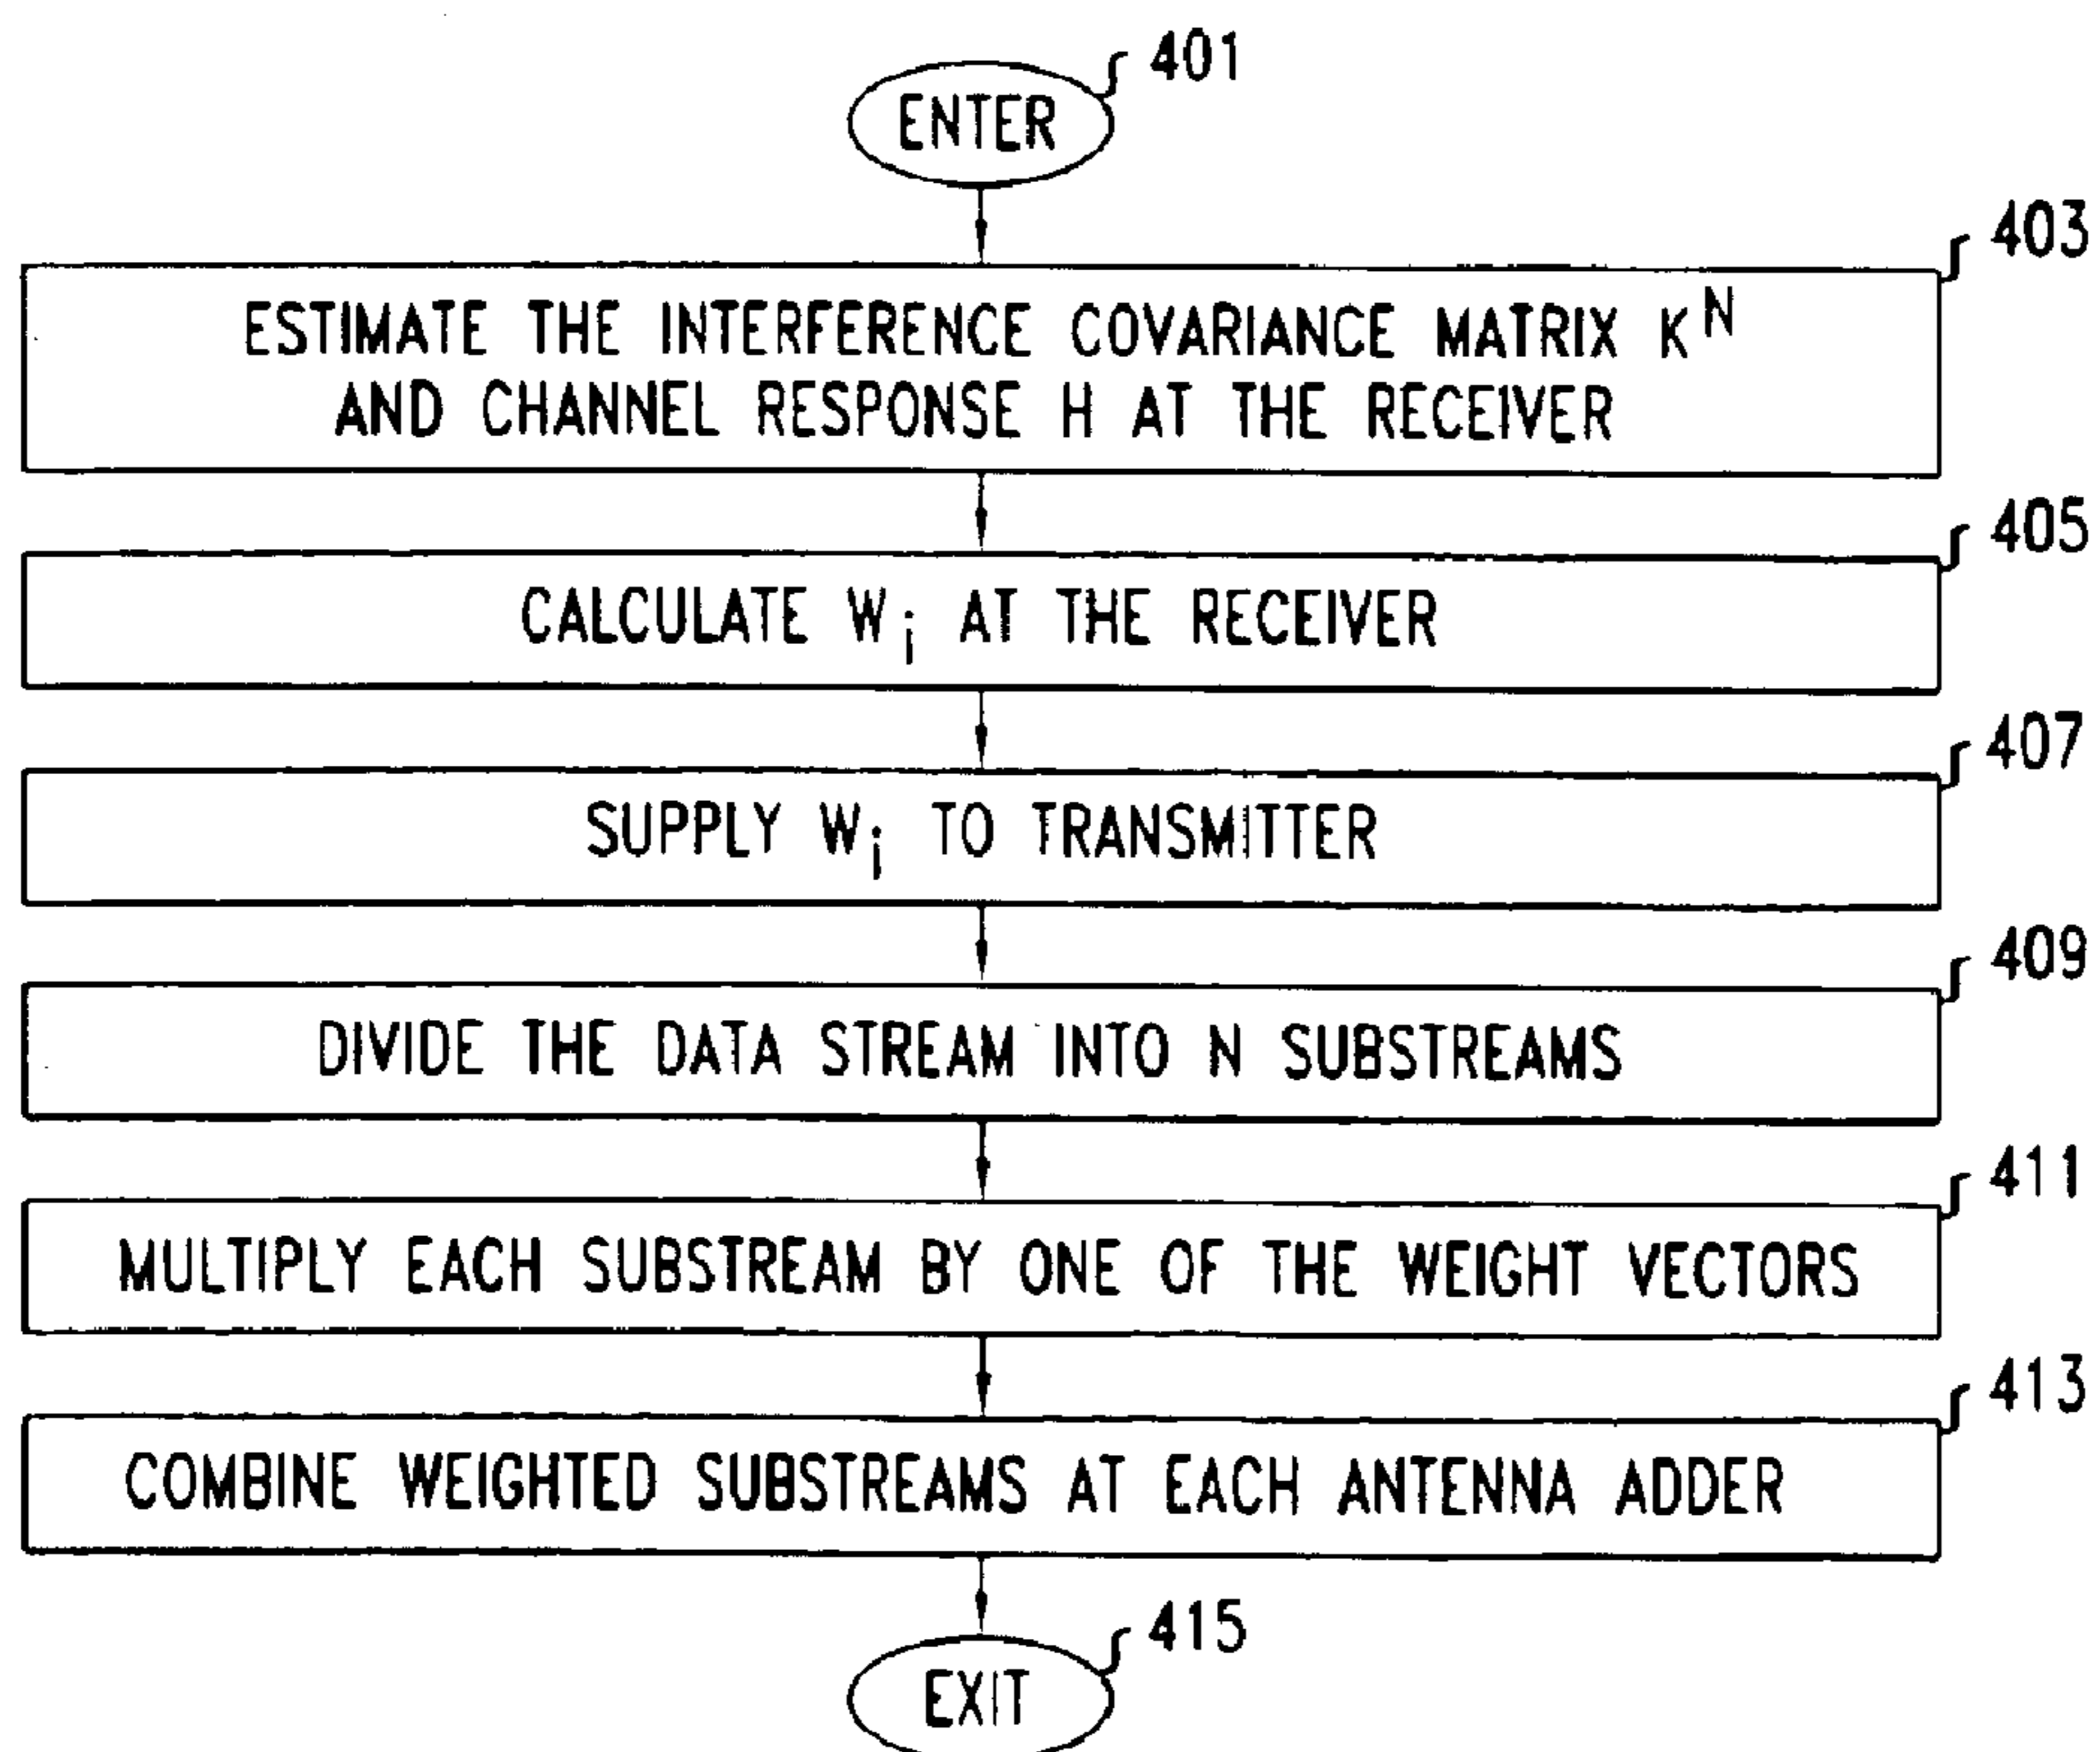 401
ENTER
403
ESTIMATE THE INTERFERENCE COVARIANCE MATRIX K^N
AND CHANNEL RESPONSE H AT THE RECEIVER
405
CALCULATE W_i AT THE RECEIVER
407
SUPPLY W_i TO TRANSMITTER
409
DIVIDE THE DATA STREAM INTO N SUBSTREAMS
411
MULTIPLY EACH SUBSTREAM BY ONE OF THE WEIGHT VECTORS
413
COMBINE WEIGHTED SUBSTREAMS AT EACH ANTENNA ADDER
415
EXIT